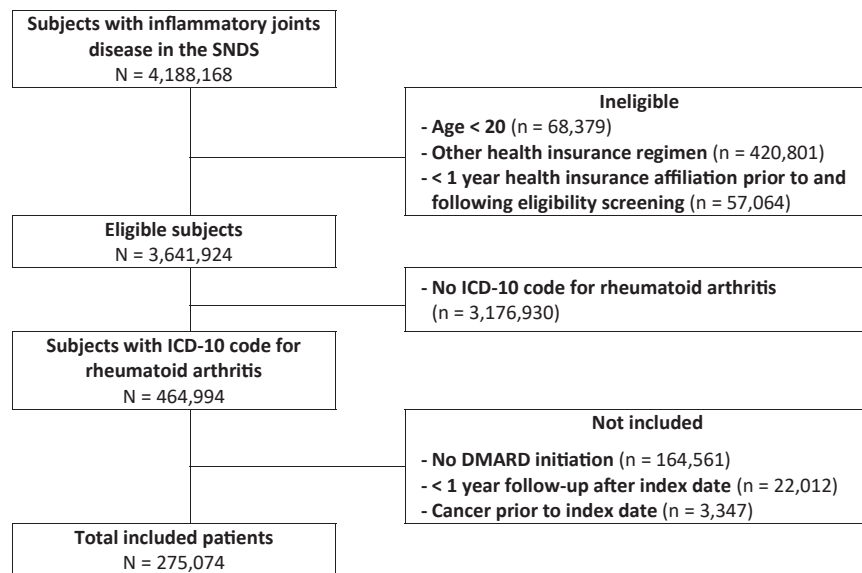 Subjects with inflammatory joints
disease in the SNDS
N = 4,188,168
Ineligible
- Age < 20 (n = 68,379)
- Other health insurance regimen (n = 420,801)
- < 1 year health insurance affiliation prior to and
following eligibility screening (n = 57,064)
Eligible subjects
N = 3,641,924
- No ICD-10 code for rheumatoid arthritis
(n = 3,176,930)
Subjects with ICD-10 code for
rheumatoid arthritis
N = 464,994
Not included
- No DMARD initiation (n = 164,561)
- < 1 year follow-up after index date (n = 22,012)
- Cancer prior to index date (n = 3,347)
Total included patients
N = 275,074